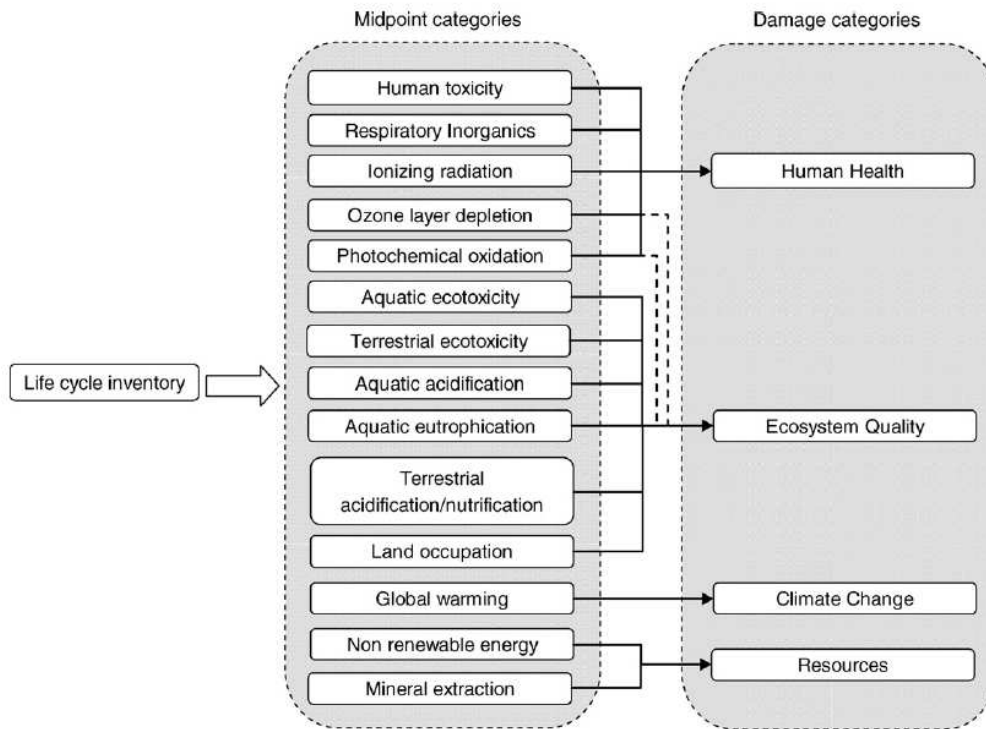 Midpoint categories
Damage categories
Human toxicity
Respiratory Inorganics
Ionizing radiation
Human Health
Ozone layer depletion
Photochemical oxidation
Aquatic ecotoxicity
Terrestrial ecotoxicity
Life cycle inventory
Aquatic acidification
Aquatic eutrophication
Ecosystem Quality
Terrestrial
acidification/nutrification
Land occupation
Global warming
Climate Change
Non renewable energy
Resources
Mineral extraction